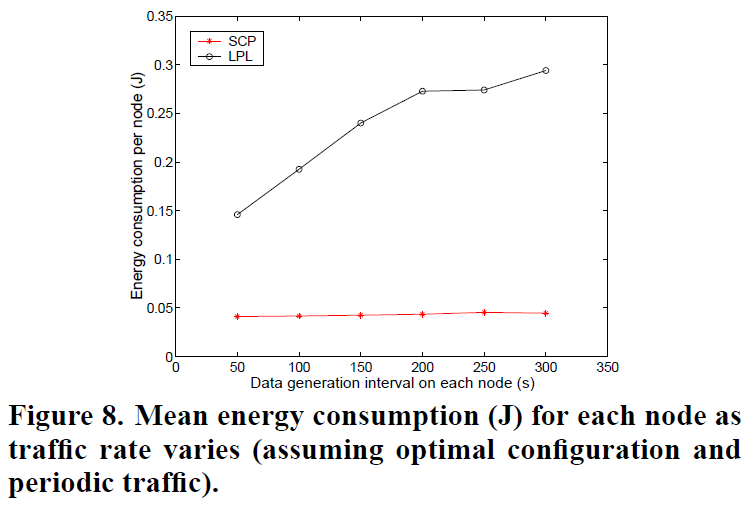 0.35
SCP
LPL
0.3
0.25
0.2
0.15
0.1
0.05
0
Energy consumption per node (J)
0 50 100 150 200 250 300 350
Data generation interval on each node (s)
Figure 8. Mean energy consumption (J) for each node as
traffic rate varies (assuming optimal configuration and
periodic traffic).